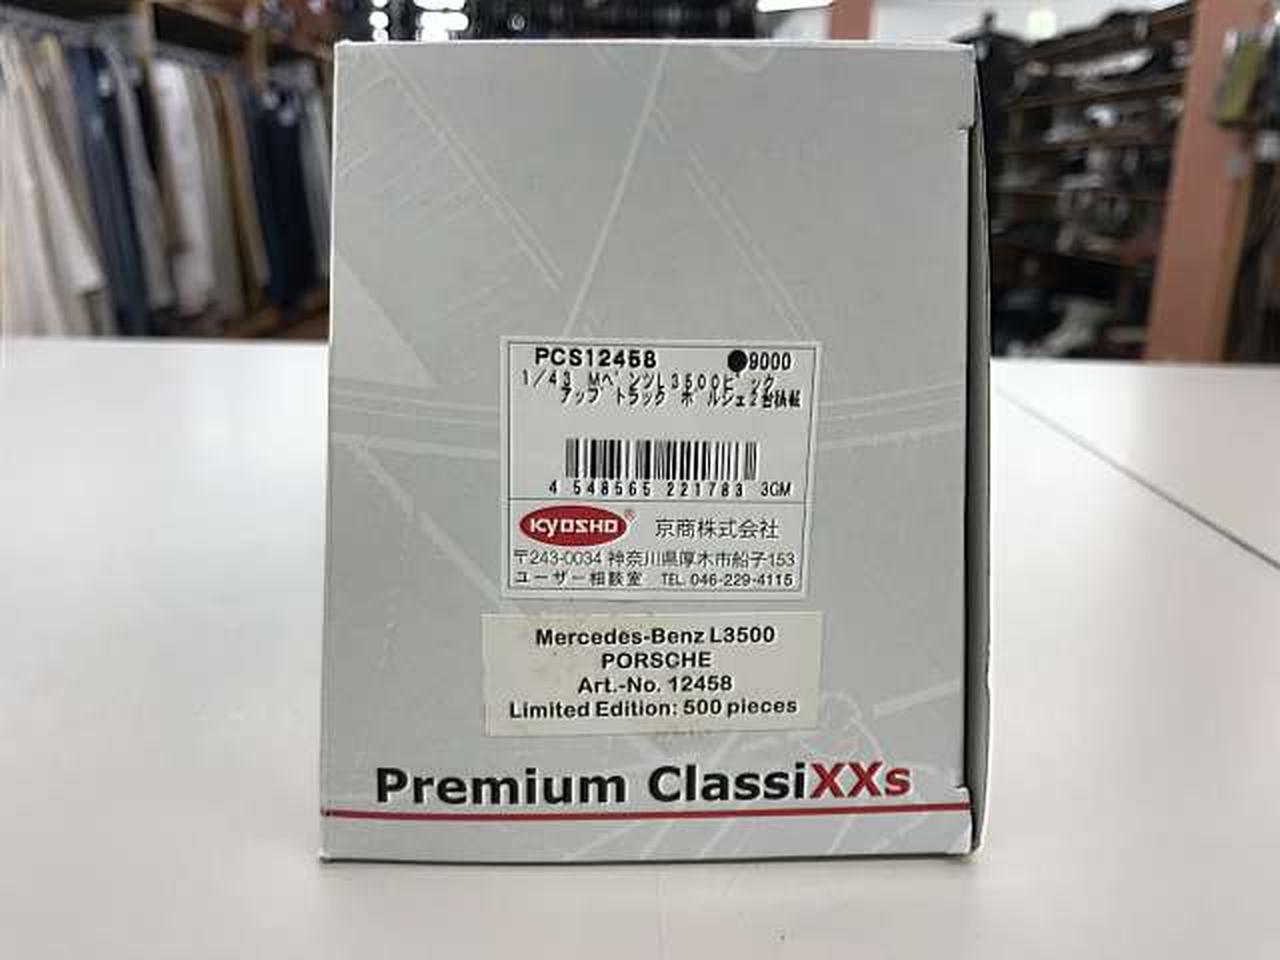 PCS12458 ●9000
1/43 Mベンツ L3500ピック
アップ トラック ポルシェ2台積載
4 548565 221783 3GM
KYOSHO® 京商株式会社
〒243-0034 神奈川県厚木市船子153
ユーザー相談室 TEL. 046-229-4115
Mercedes-Benz L3500
PORSCHE
Art.-No. 12458
Limited Edition: 500 pieces
Premium ClassiXXs